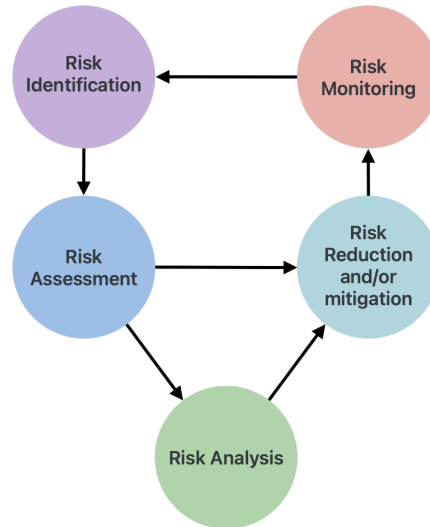 Risk
Identification
Risk
Monitoring
Risk
Assessment
Risk
Reduction
and/or
mitigation
Risk Analysis